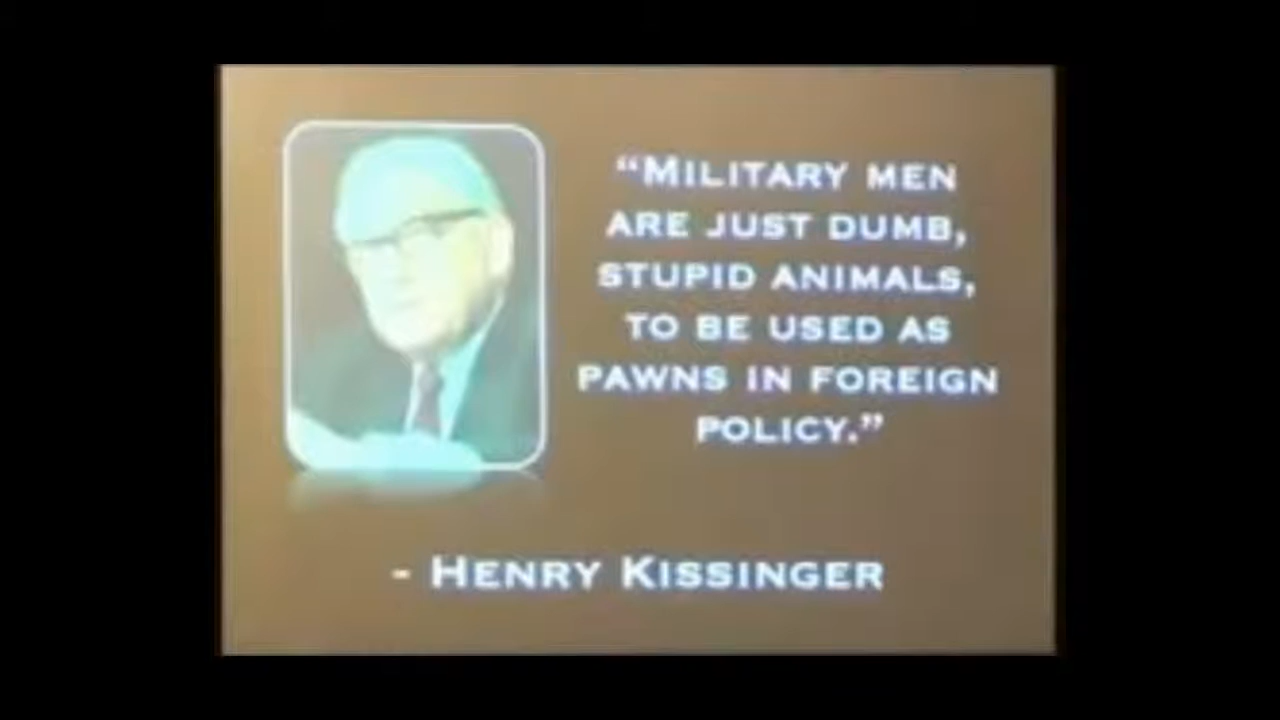 “MILITARY MEN
ARE JUST DUMB,
STUPID ANIMALS,
TO BE USED AS
PAWNS IN FOREIGN
POLICY.”
- HENRY KISSINGER